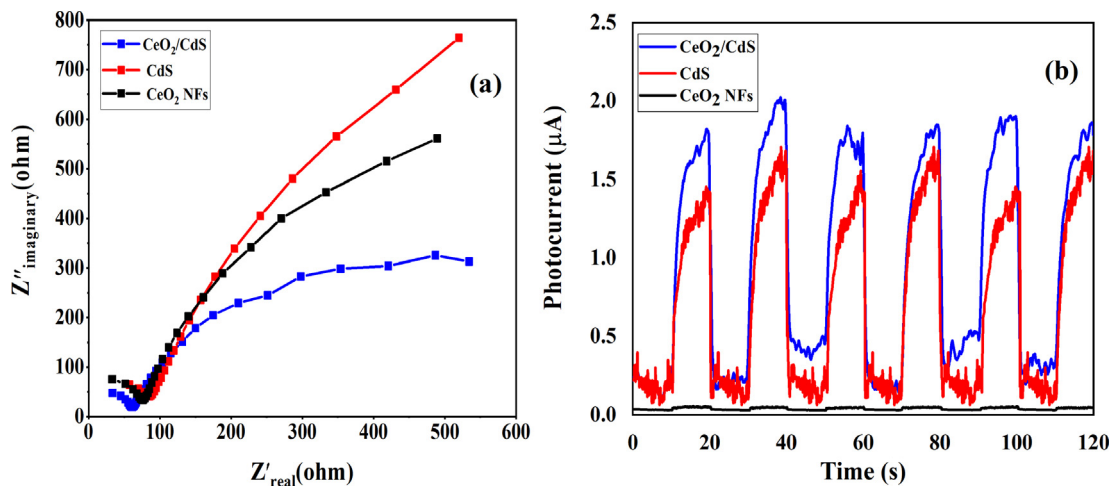 (a)
CeO₂/CdS
CdS
CeO₂ NFs
Z''imaginary(ohm)
800
700
600
500
400
300
200
100
0
0 100 200 300 400 500 600
Z'real(ohm)
(b)
CeO2/CdS
CdS
CeO2 NFs
Photocurrent (μA)
2.5
2.0
1.5
1.0
0.5
0.0
0 20 40 60 80 100 120
Time (s)